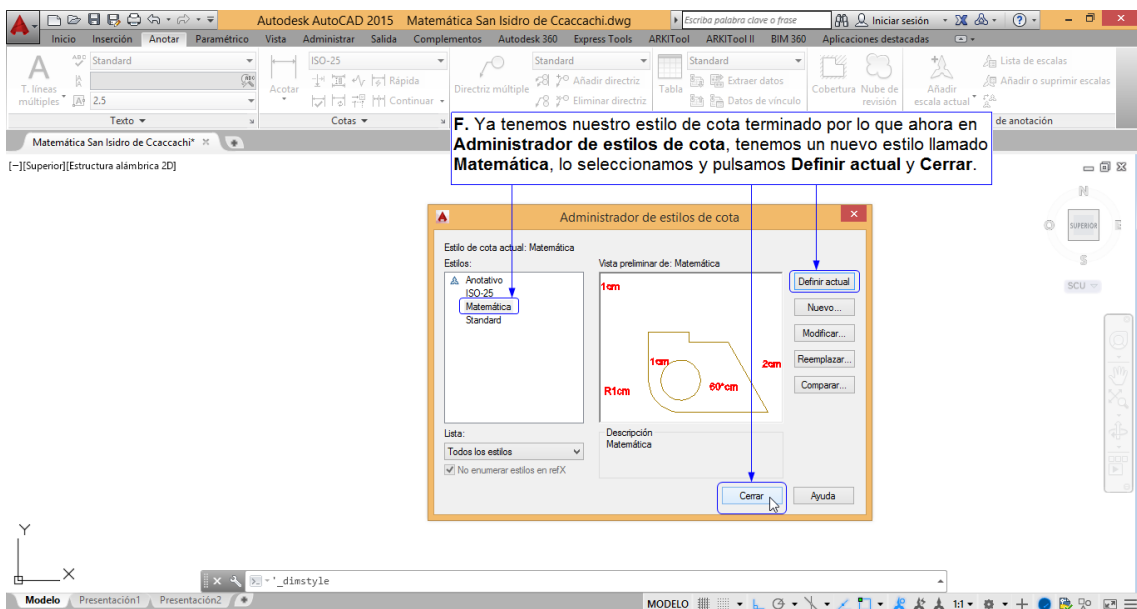 Autodesk AutoCAD 2015 Matemática San Isidro de Ccaccachi.dwg
Escriba palabra clave o frase
Iniciar sesión
Inicio Inserción Anotar Paramétrico Vista Administrar Salida Complementos Autodesk 360 Express Tools ARKITool ARKITool II BIM 360 Aplicaciones destacadas
A
T. líneas múltiples
ABC
Standard
2.5
Texto
Acotar
ISO-25
Rápida
Continuar
Cotas
Directriz múltiple
Standard
Añadir directriz
Eliminar directriz
Tabla
Standard
Extraer datos
Datos de vínculo
Cobertura
Nube de revisión
Añadir escala actual
Lista de escalas
Añadir o suprimir escalas
de anotación
F. Ya tenemos nuestro estilo de cota terminado por lo que ahora en
Administrador de estilos de cota, tenemos un nuevo estilo llamado
Matemática, lo seleccionamos y pulsamos Definir actual y Cerrar.
Matemática San Isidro de Ccaccachi*
[−][Superior][Estructura alámbrica 2D]
N
O SUPERIOR E
S
SCU
Administrador de estilos de cota
Estilo de cota actual: Matemática
Estilos:
Anotativo
ISO-25
Matemática
Standard
Vista preliminar de: Matemática
1cm
1cm
2cm
R1cm
60°cm
Definir actual
Nuevo...
Modificar...
Reemplazar...
Comparar...
Lista:
Todos los estilos
No enumerar estilos en refX
Descripción
Matemática
Cerrar
Ayuda
Y
X
'_dimstyle
Modelo Presentación1 Presentación2
MODELO
1:1